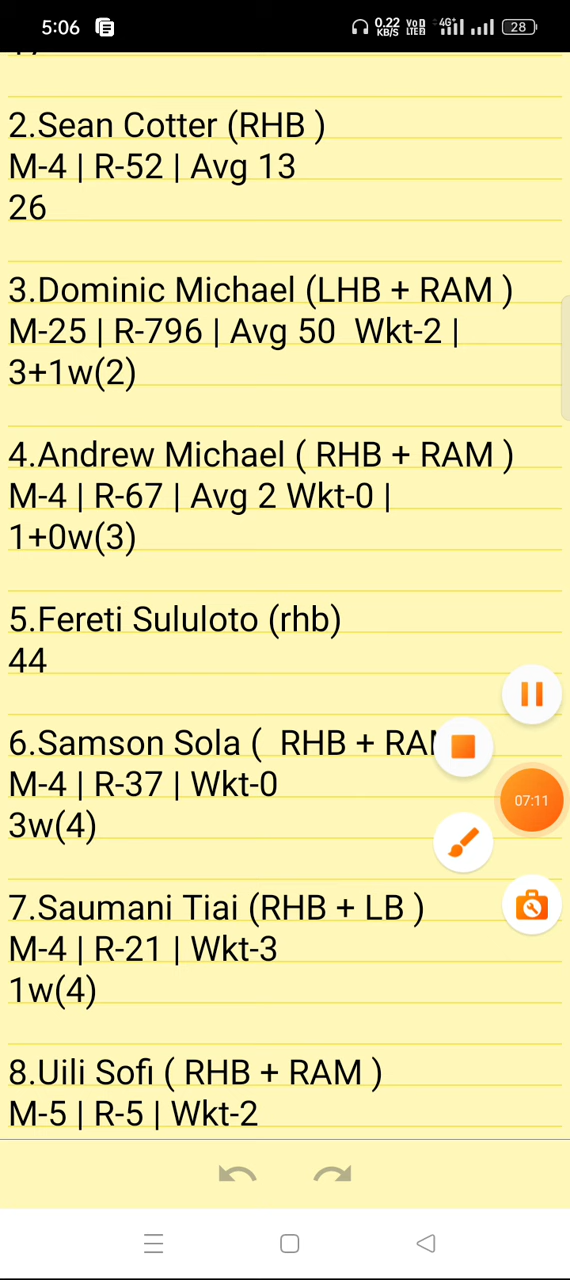 5:06
0.22 KB/S VoD LTE2 4G+ 28
2.Sean Cotter (RHB )
M-4 | R-52 | Avg 13
26
3.Dominic Michael (LHB + RAM )
M-25 | R-796 | Avg 50  Wkt-2 |
3+1w(2)
4.Andrew Michael ( RHB + RAM )
M-4 | R-67 | Avg 2 Wkt-0 |
1+0w(3)
5.Fereti Sululoto (rhb)
44
6.Samson Sola (  RHB + RAM
M-4 | R-37 | Wkt-0
3w(4)
07:11
7.Saumani Tiai (RHB + LB )
M-4 | R-21 | Wkt-3
1w(4)
8.Uili Sofi ( RHB + RAM )
M-5 | R-5 | Wkt-2